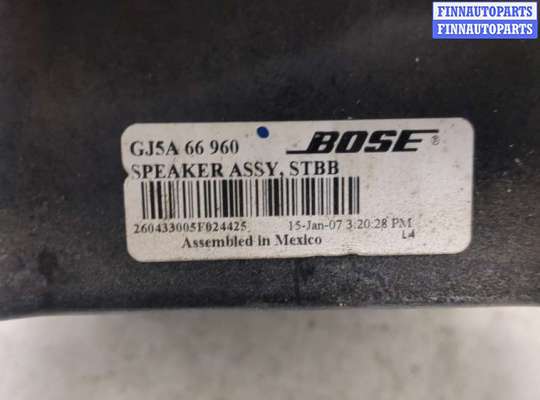 FINNAUTOPARTS
FINNAUTOPARTS
GJ5A 66 960
BOSE®
SPEAKER ASSY, STBB
260433005F024425
15-Jan-07 3:20:28 PM
Assembled in Mexico
L4